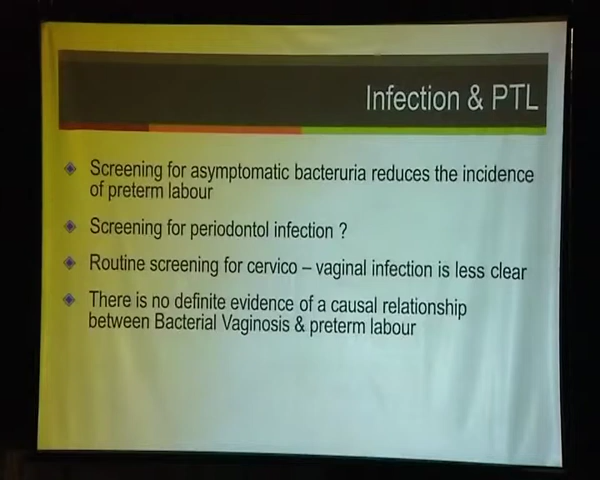 Infection & PTL
Screening for asymptomatic bacteruria reduces the incidence
of preterm labour
Screening for periodontol infection ?
Routine screening for cervico – vaginal infection is less clear
There is no definite evidence of a causal relationship
between Bacterial Vaginosis & preterm labour